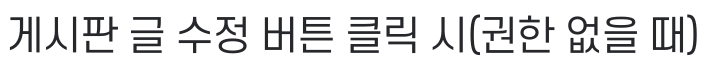 게시판 글 수정 버튼 클릭 시(권한 없을 때)